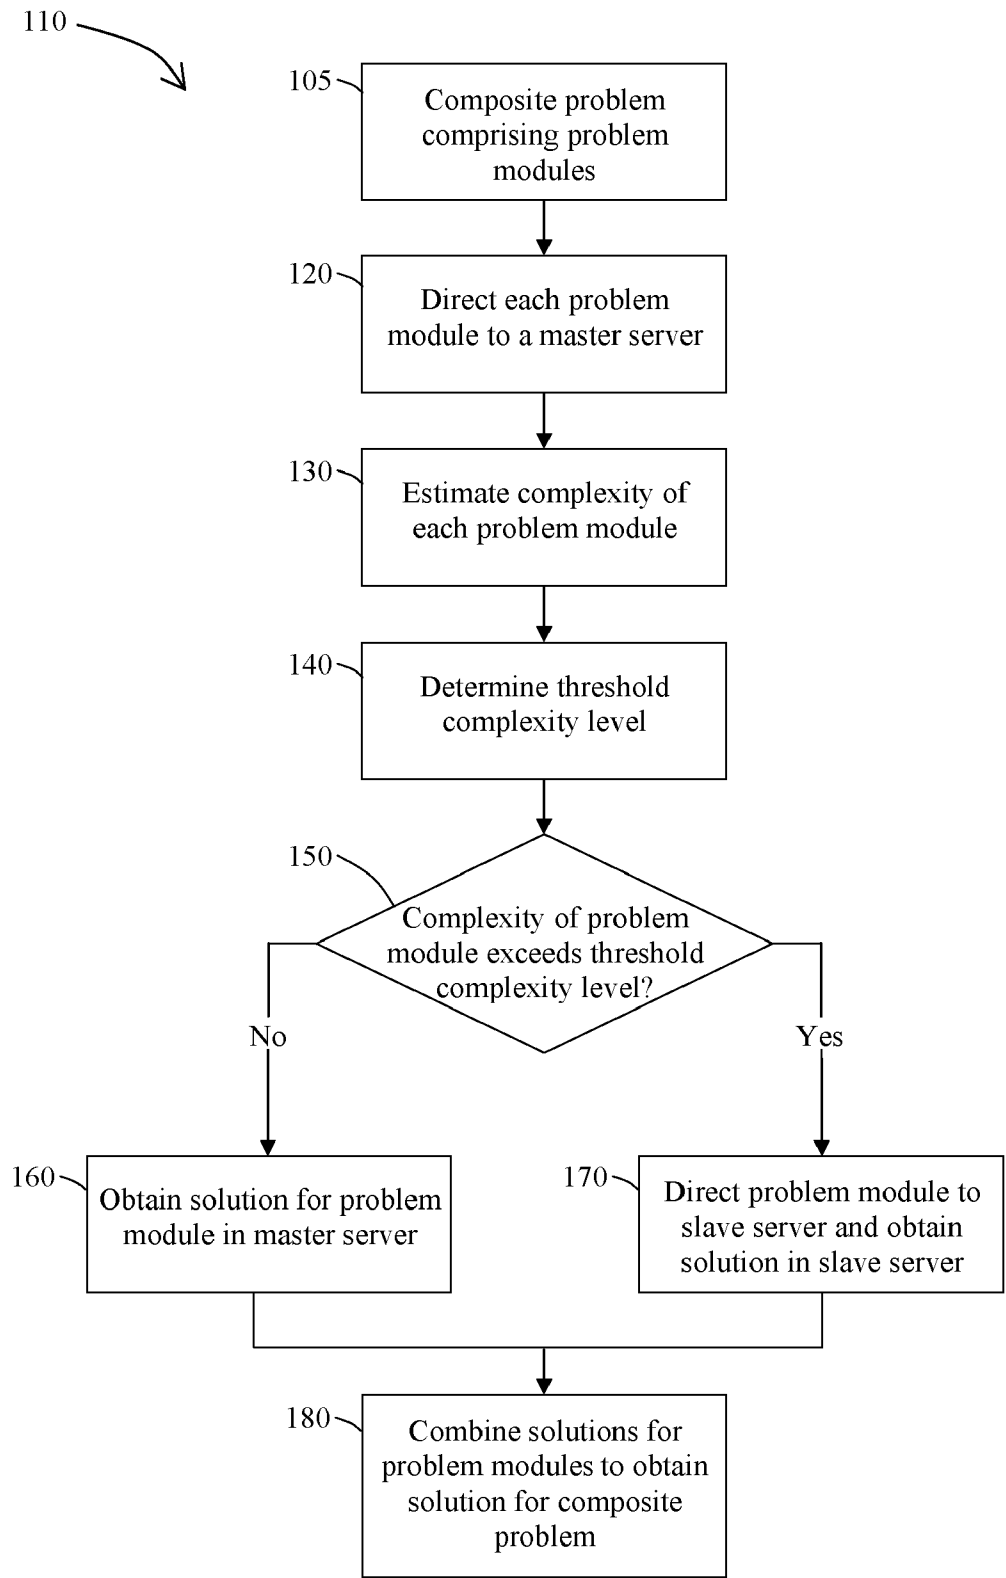 110
105
Composite problem
comprising problem
modules
120
Direct each problem
module to a master server
130
Estimate complexity of
each problem module
140
Determine threshold
complexity level
150
Complexity of problem
module exceeds threshold
complexity level?
No
Yes
160
Obtain solution for problem
module in master server
170
Direct problem module to
slave server and obtain
solution in slave server
180
Combine solutions for
problem modules to obtain
solution for composite
problem